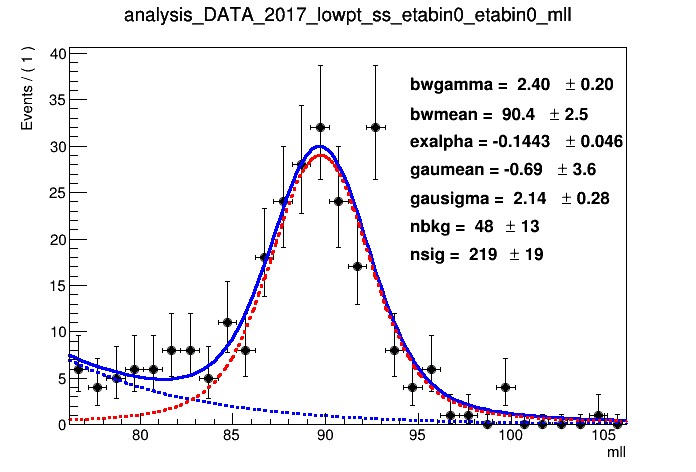 analysis_DATA_2017_lowpt_ss_etabin0_etabin0_mll
Events / ( 1 )
40
35
30
25
20
15
10
5
0
bwgamma = 2.40 ± 0.20
bwmean = 90.4 ± 2.5
exalpha = -0.1443 ± 0.046
gaumean = -0.69 ± 3.6
gausigma = 2.14 ± 0.28
nbkg = 48 ± 13
nsig = 219 ± 19
80 85 90 95 100 105
mll